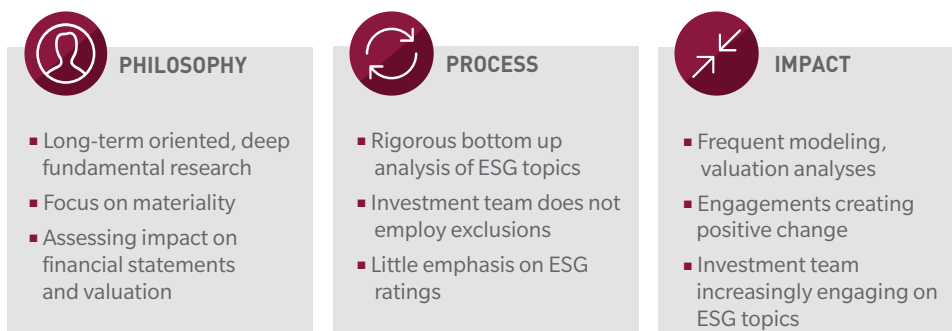 PHILOSOPHY
▪ Long-term oriented, deep
fundamental research
▪ Focus on materiality
▪ Assessing impact on
financial statements
and valuation
PROCESS
▪ Rigorous bottom up
analysis of ESG topics
▪ Investment team does not
employ exclusions
▪ Little emphasis on ESG
ratings
IMPACT
▪ Frequent modeling,
valuation analyses
▪ Engagements creating
positive change
▪ Investment team
increasingly engaging on
ESG topics